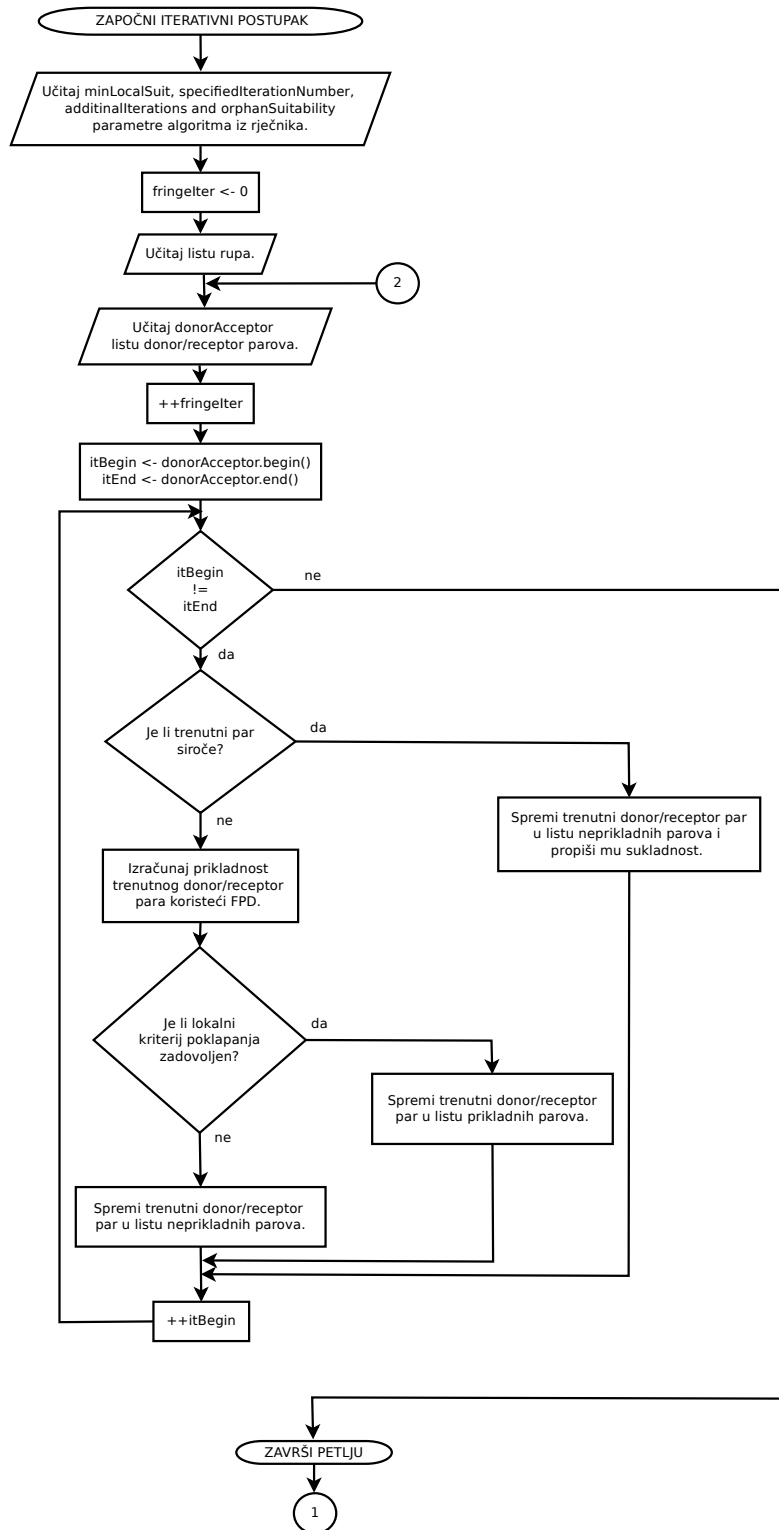 ZAPOČNI ITERATIVNI POSTUPAK
Učitaj minLocalSuit, specifiedIterationNumber,
additinalIterations and orphanSuitability
parametre algoritma iz rječnika.
fringeIter <- 0
Učitaj listu rupa.
2
Učitaj donorAcceptor
listu donor/receptor parova.
++fringeIter
itBegin <- donorAcceptor.begin()
itEnd <- donorAcceptor.end()
itBegin
!=
itEnd
ne
da
Je li trenutni par
siroče?
da
ne
Spremi trenutni donor/receptor par
u listu neprikladnih parova i
propiši mu sukladnost.
Izračunaj prikladnost
trenutnog donor/receptor
para koristeći FPD.
Je li lokalni
kriterij poklapanja
zadovoljen?
da
ne
Spremi trenutni donor/receptor
par u listu prikladnih parova.
Spremi trenutni donor/receptor
par u listu neprikladnih parova.
++itBegin
ZAVRŠI PETLJU
1